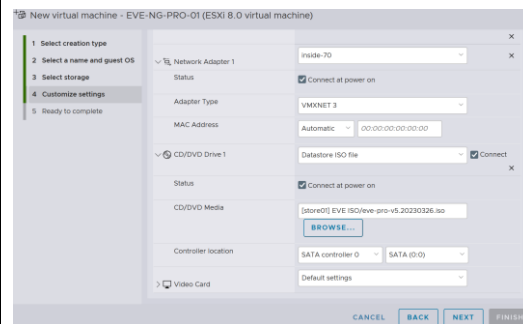 New virtual machine - EVE-NG-PRO-01 (ESXi 8.0 virtual machine)
1 Select creation type
2 Select a name and guest OS
3 Select storage
4 Customize settings
5 Ready to complete
Network Adapter 1
inside-70
Status
Connect at power on
Adapter Type
VMXNET 3
MAC Address
Automatic
00:00:00:00:00:00
CD/DVD Drive 1
Datastore ISO file
Connect
Status
Connect at power on
CD/DVD Media
[store01] EVE ISO/eve-pro-v5.20230326.iso
BROWSE...
Controller location
SATA controller 0
SATA (0:0)
Video Card
Default settings
CANCEL
BACK
NEXT
FINISH